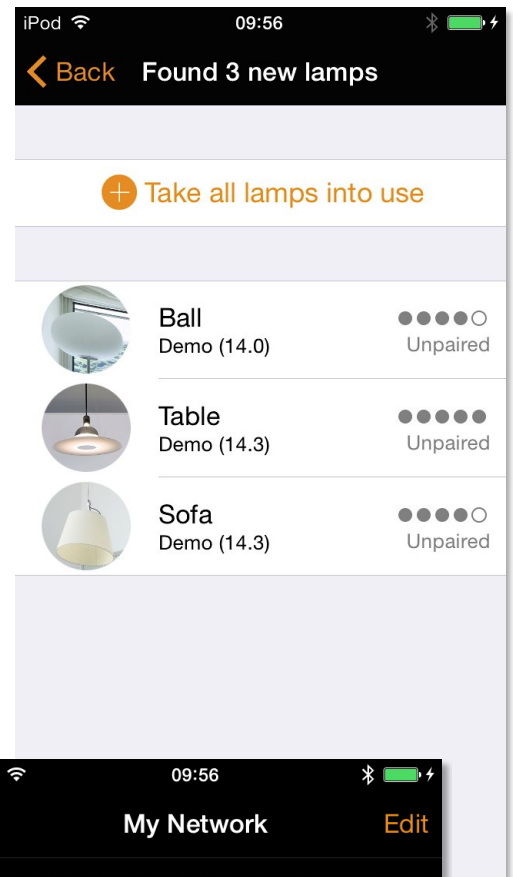 iPod 09:56
Back Found 3 new lamps
Take all lamps into use
Ball
Demo (14.0)
Unpaired
Table
Demo (14.3)
Unpaired
Sofa
Demo (14.3)
Unpaired
09:56
My Network Edit